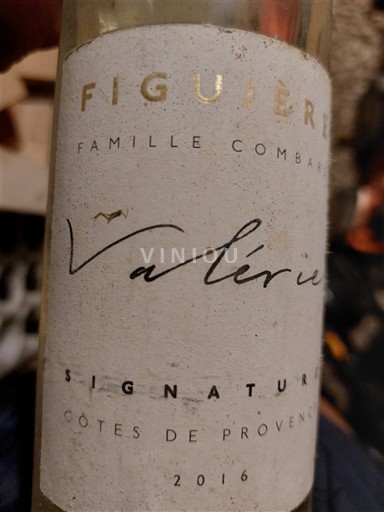 FIGUIÈRE
FAMILLE COMBAR
Valérie
VINIOU
SIGNATUR
CÔTES DE PROVENC
2016